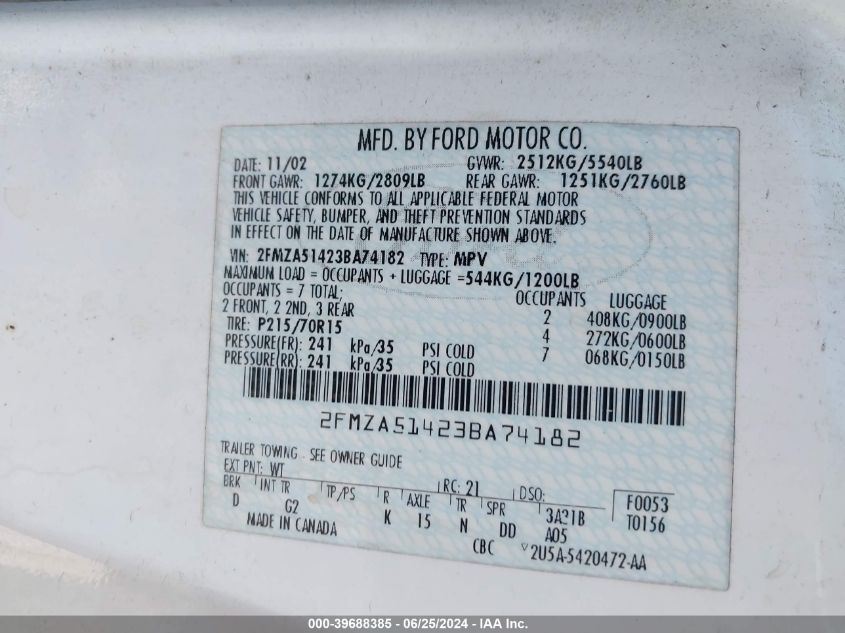 MFD. BY FORD MOTOR CO.
DATE: 11/02 GVWR: 2512KG/5540LB
FRONT GAWR: 1274KG/2809LB REAR GAWR: 1251KG/2760LB
THIS VEHICLE CONFORMS TO ALL APPLICABLE FEDERAL MOTOR
VEHICLE SAFETY, BUMPER, AND THEFT PREVENTION STANDARDS
IN EFFECT ON THE DATE OF MANUFACTURE SHOWN ABOVE.
VIN: 2FMZA51423BA74182 TYPE: MPV
MAXIMUM LOAD = OCCUPANTS + LUGGAGE =544KG/1200LB
OCCUPANTS = 7 TOTAL; OCCUPANTS LUGGAGE
2 FRONT, 2 2ND, 3 REAR 2 408KG/0900LB
TIRE: P215/70R15 4 272KG/0600LB
PRESSURE(FR): 241 kPa/35 PSI COLD 7 068KG/0150LB
PRESSURE(RR): 241 kPa/35 PSI COLD
2FMZA51423BA74182
TRAILER TOWING - SEE OWNER GUIDE
EXT PNT: WT RC: 21 DSO: F0053
BRK INT TR TP/PS R AXLE TR SPR 3A21B T0156
D G2 K 15 N DD A05
MADE IN CANADA CBC V2U5A-5420472-AA
000-39688385 - 06/25/2024 - IAA Inc.